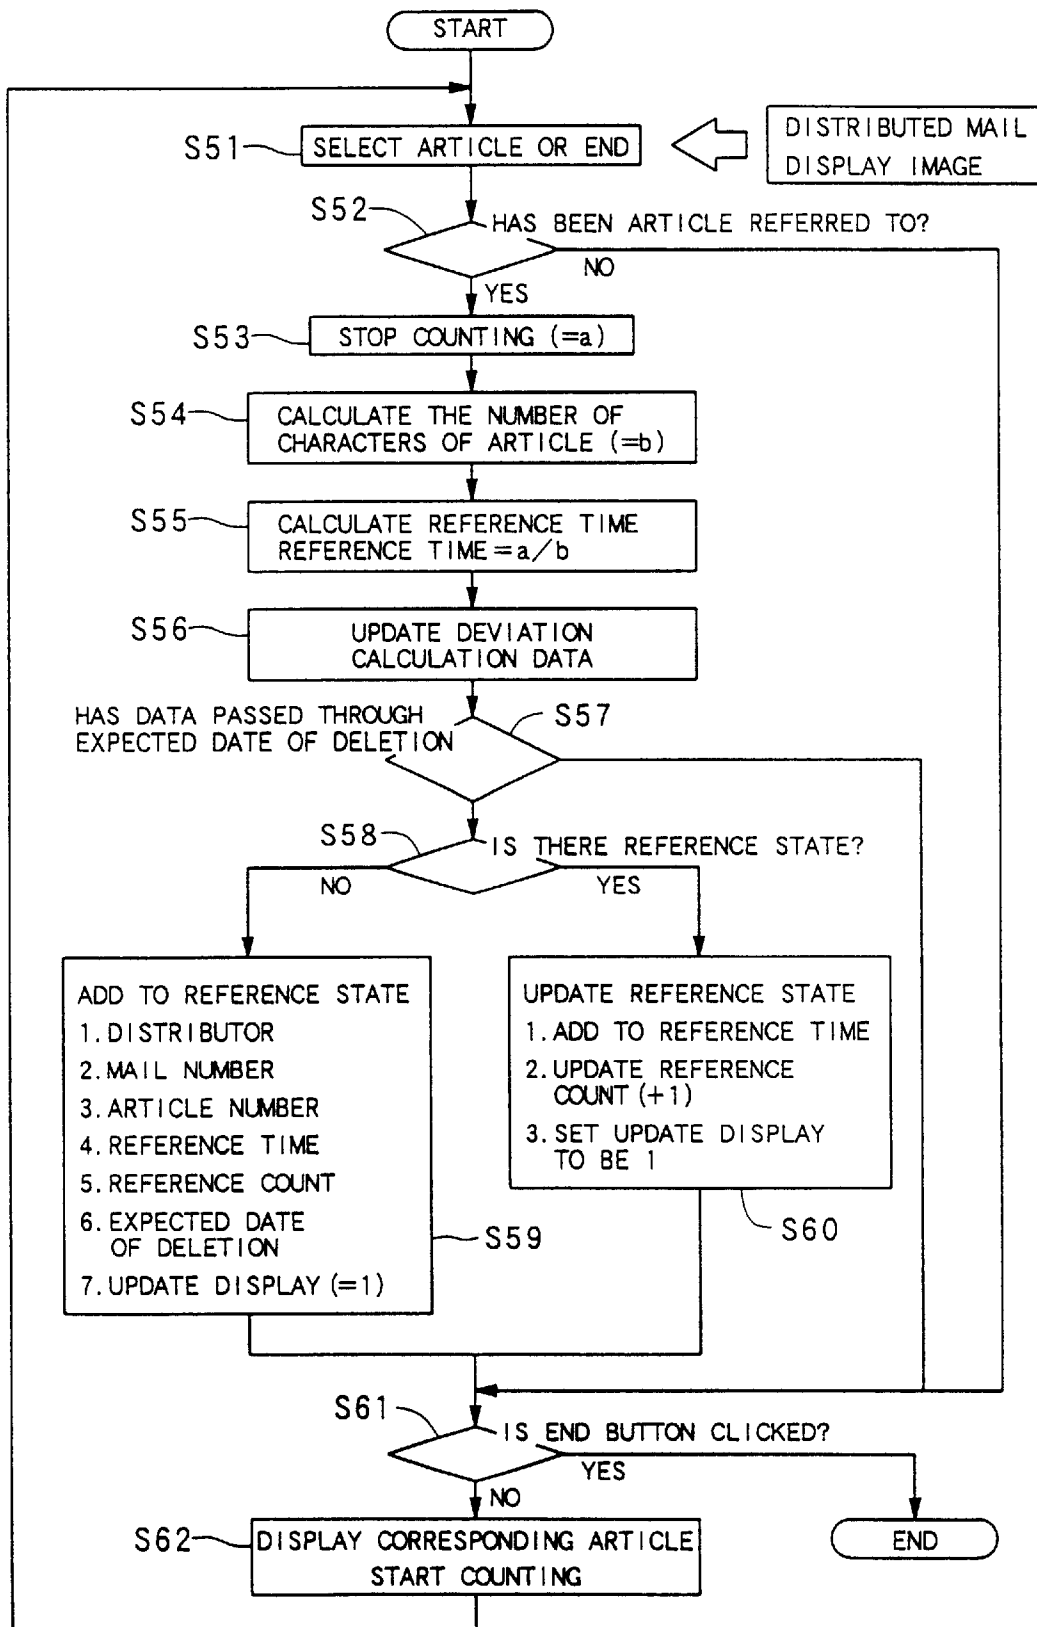 START
S51
SELECT ARTICLE OR END
DISTRIBUTED MAIL
DISPLAY IMAGE
S52
HAS BEEN ARTICLE REFERRED TO?
NO
YES
S53
STOP COUNTING (=a)
S54
CALCULATE THE NUMBER OF
CHARACTERS OF ARTICLE (=b)
S55
CALCULATE REFERENCE TIME
REFERENCE TIME=a/b
S56
UPDATE DEVIATION
CALCULATION DATA
HAS DATA PASSED THROUGH
EXPECTED DATE OF DELETION
S57
S58
IS THERE REFERENCE STATE?
NO
YES
ADD TO REFERENCE STATE
1. DISTRIBUTOR
2. MAIL NUMBER
3. ARTICLE NUMBER
4. REFERENCE TIME
5. REFERENCE COUNT
6. EXPECTED DATE
OF DELETION
7. UPDATE DISPLAY (=1)
S59
UPDATE REFERENCE STATE
1. ADD TO REFERENCE TIME
2. UPDATE REFERENCE
COUNT (+1)
3. SET UPDATE DISPLAY
TO BE 1
S60
S61
IS END BUTTON CLICKED?
YES
NO
S62
DISPLAY CORRESPONDING ARTICLE
START COUNTING
END